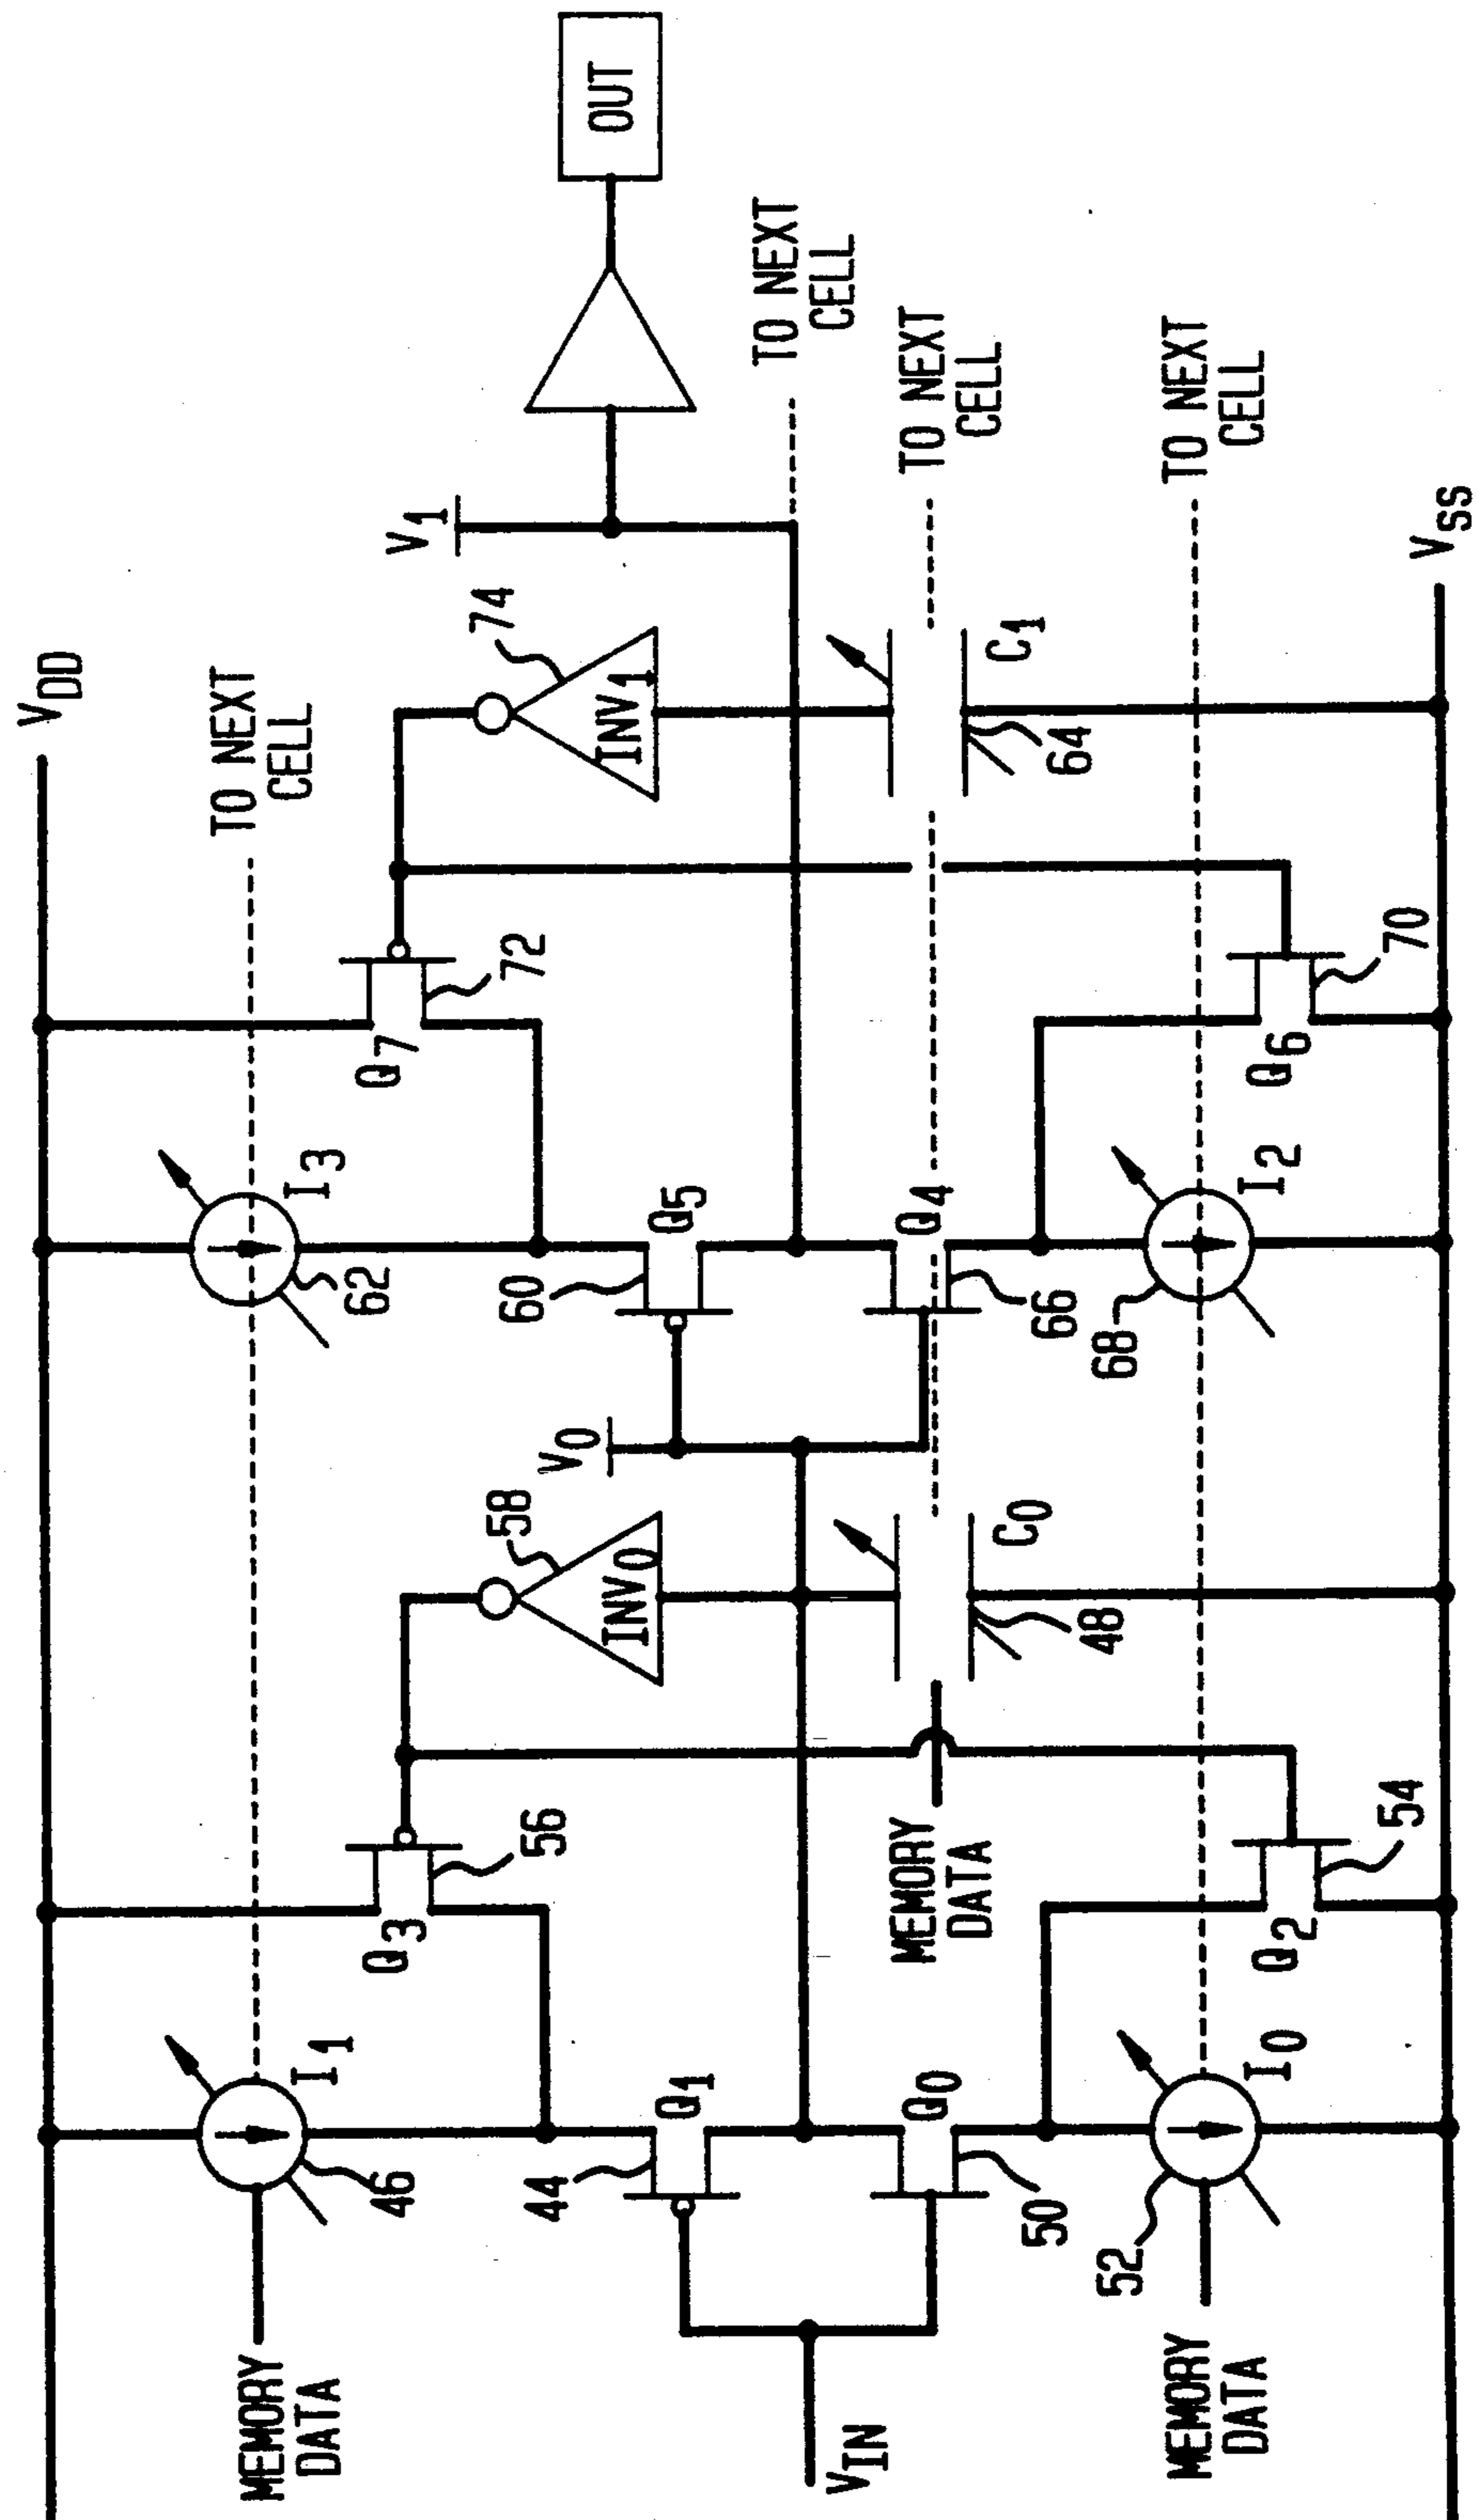 VDD
TO NEXT
CELL
MEMORY
DATA
I1
46
Q3
56
I3
62
Q7
72
44
Q1
58
INV0
V0
60
Q5
74
INV1
V1
OUT
TO NEXT
CELL
VIN
Q0
50
MEMORY
DATA
C0
48
Q4
66
C1
64
TO NEXT
CELL
MEMORY
DATA
52
I0
Q2
54
68
I2
Q6
70
TO NEXT
CELL
VSS